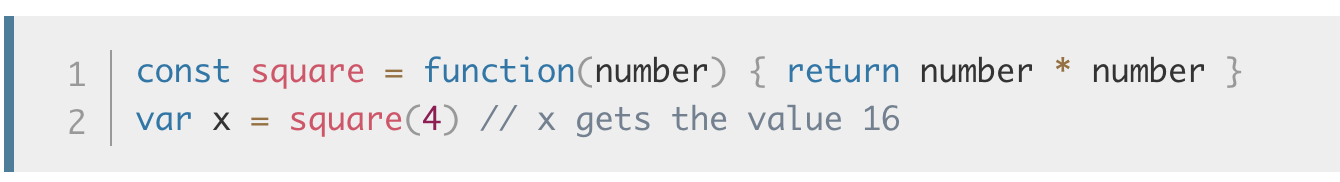 1 const square = function(number) { return number * number }
2 var x = square(4) // x gets the value 16